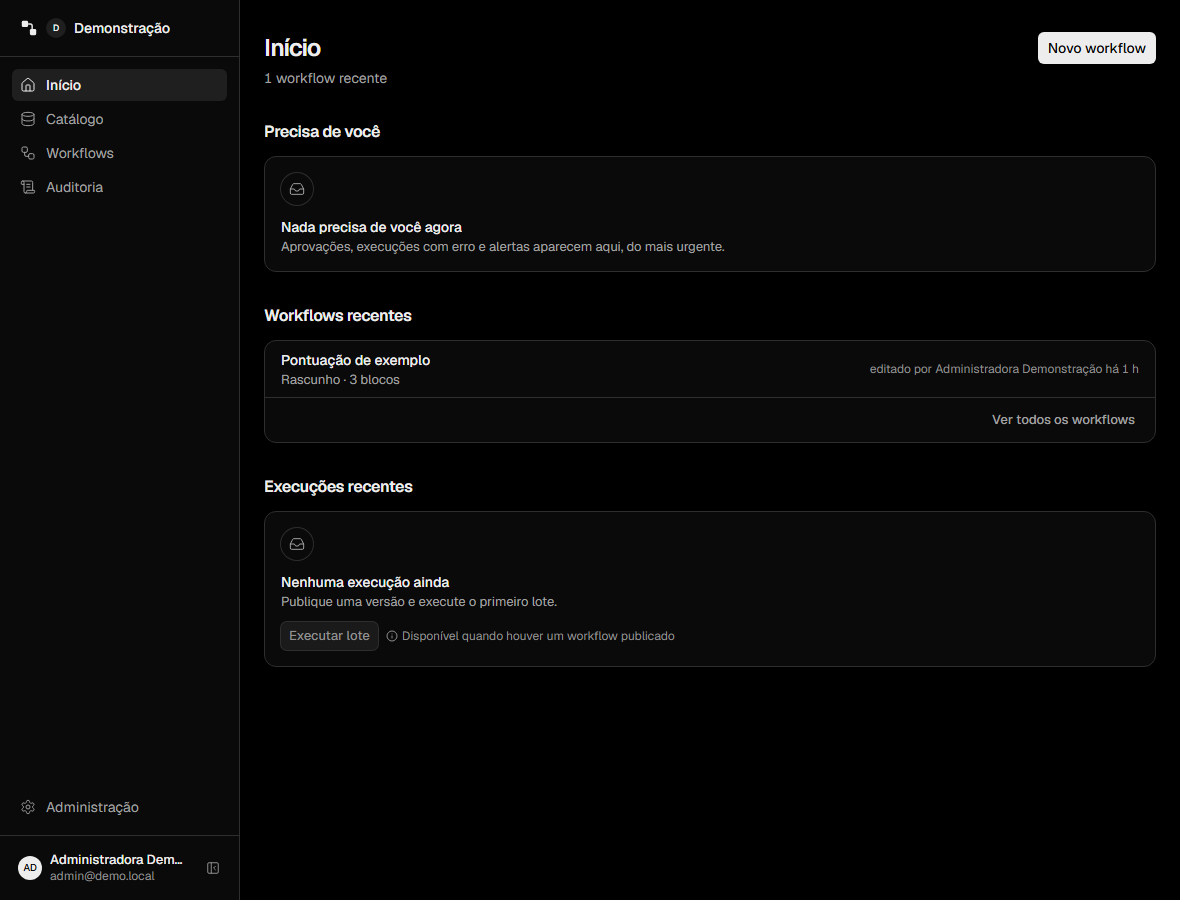 D Demonstração
Início
Catálogo
Workflows
Auditoria
Administração
AD
Administradora Dem...
admin@demo.local
Início
1 workflow recente
Novo workflow
Precisa de você
Nada precisa de você agora
Aprovações, execuções com erro e alertas aparecem aqui, do mais urgente.
Workflows recentes
Pontuação de exemplo
Rascunho · 3 blocos
editado por Administradora Demonstração há 1 h
Ver todos os workflows
Execuções recentes
Nenhuma execução ainda
Publique uma versão e execute o primeiro lote.
Executar lote
Disponível quando houver um workflow publicado